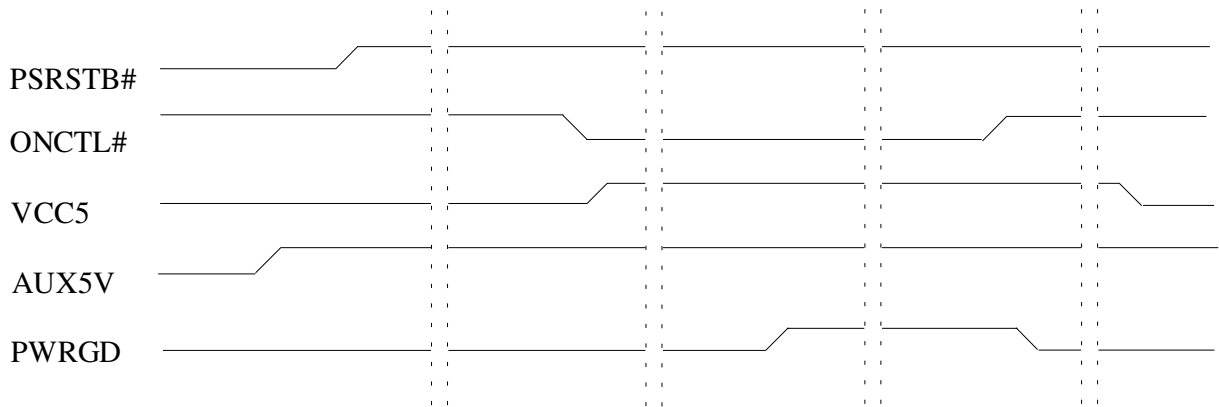 PSRSTB#
ONCTL#
VCC5
AUX5V
PWRGD